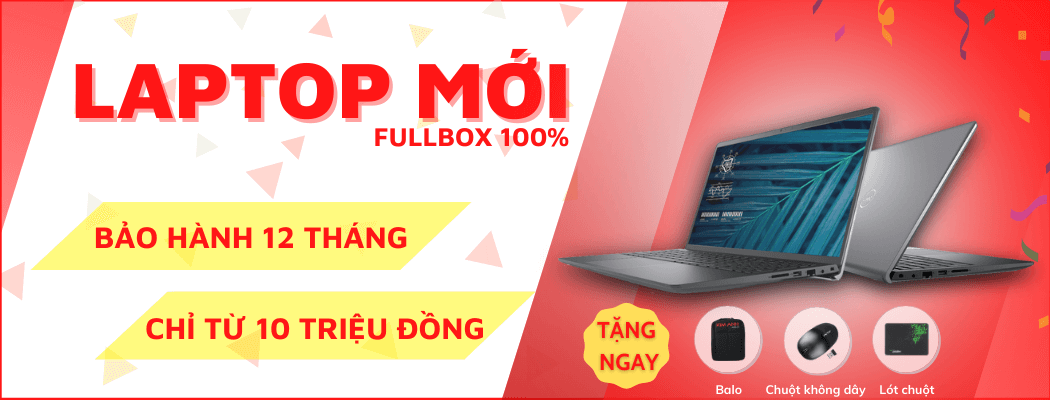 LAPTOP MỚI
FULLBOX 100%
BẢO HÀNH 12 THÁNG
CHỈ TỪ 10 TRIỆU ĐỒNG
TẶNG
NGAY
Balo
Chuột không dây
Lót chuột